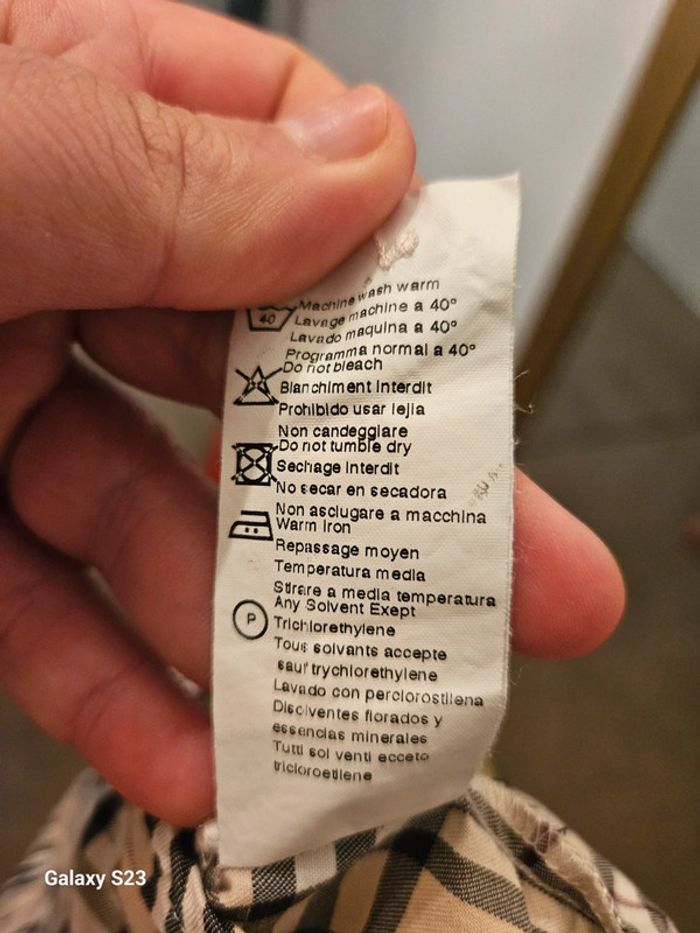 Machine wash warm
40
Lavage machine a 40°
Lavado maquina a 40°
Programma normal a 40°
Do not bleach
Blanchiment Interdit
Prohibido usar lejia
Non candeggiare
Do not tumble dry
Sechage Interdit
No secar en secadora
Non asciugare a macchina
Warm Iron
Repassage moyen
Temperatura media
Stirare a media temperatura
Any Solvent Exept
P
Trichlorethylene
Tous solvants accepte
sauf trychlorethylene
Lavado con perclorostilena
Disciventes fiorados y
essencias minerales
Tutti sol venti ecceto
tricloroetilene
Galaxy S23